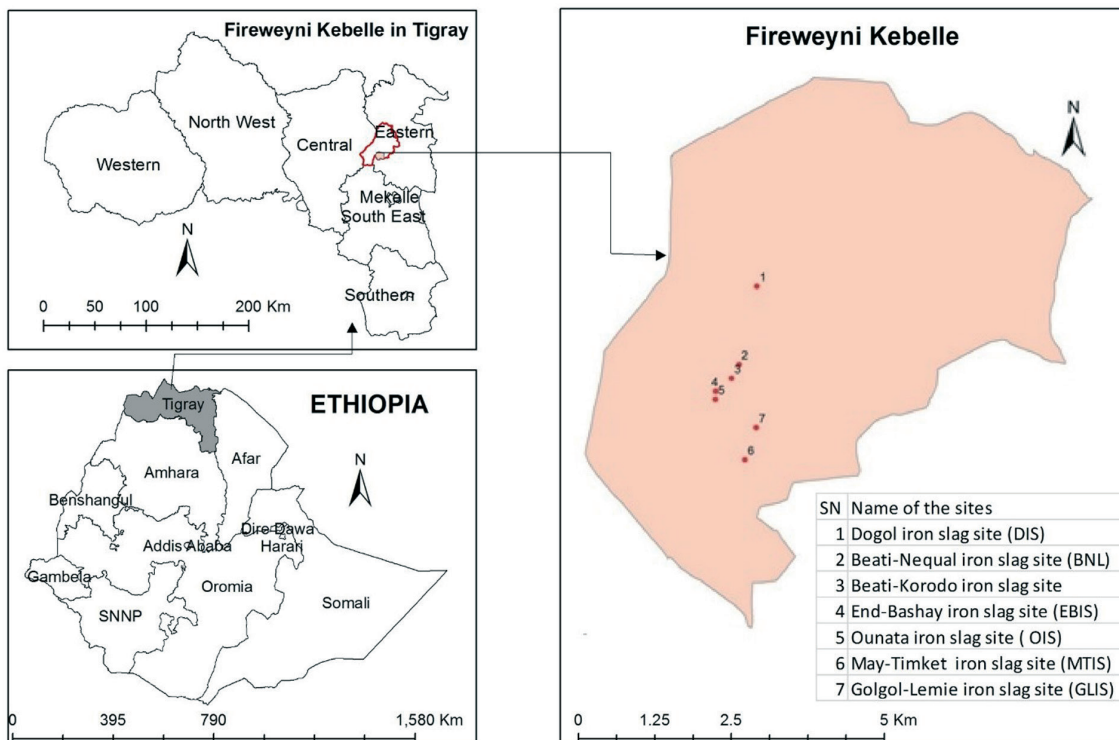 Fireweyni Kebelle in Tigray
North West
Eastern
Central
Western
Mekelle
South East
N
Southern
0 50 100 200 Km
ETHIOPIA
Tigray
Afar
N
Amhara
Benshangul
Dire Dawa
Addis Ababa
Harari
Gambela
Oromia
Somali
SNNP
0 395 790 1,580 Km
Fireweyni Kebelle
N
1
2
3
4
5
7
6
SN Name of the sites
1 Dogol iron slag site (DIS)
2 Beati-Nequal iron slag site (BNL)
3 Beati-Korodo iron slag site
4 End-Bashay iron slag site (EBIS)
5 Ounata iron slag site ( OIS)
6 May-Timket iron slag site (MTIS)
7 Golgol-Lemie iron slag site (GLIS)
0 1.25 2.5 5 Km